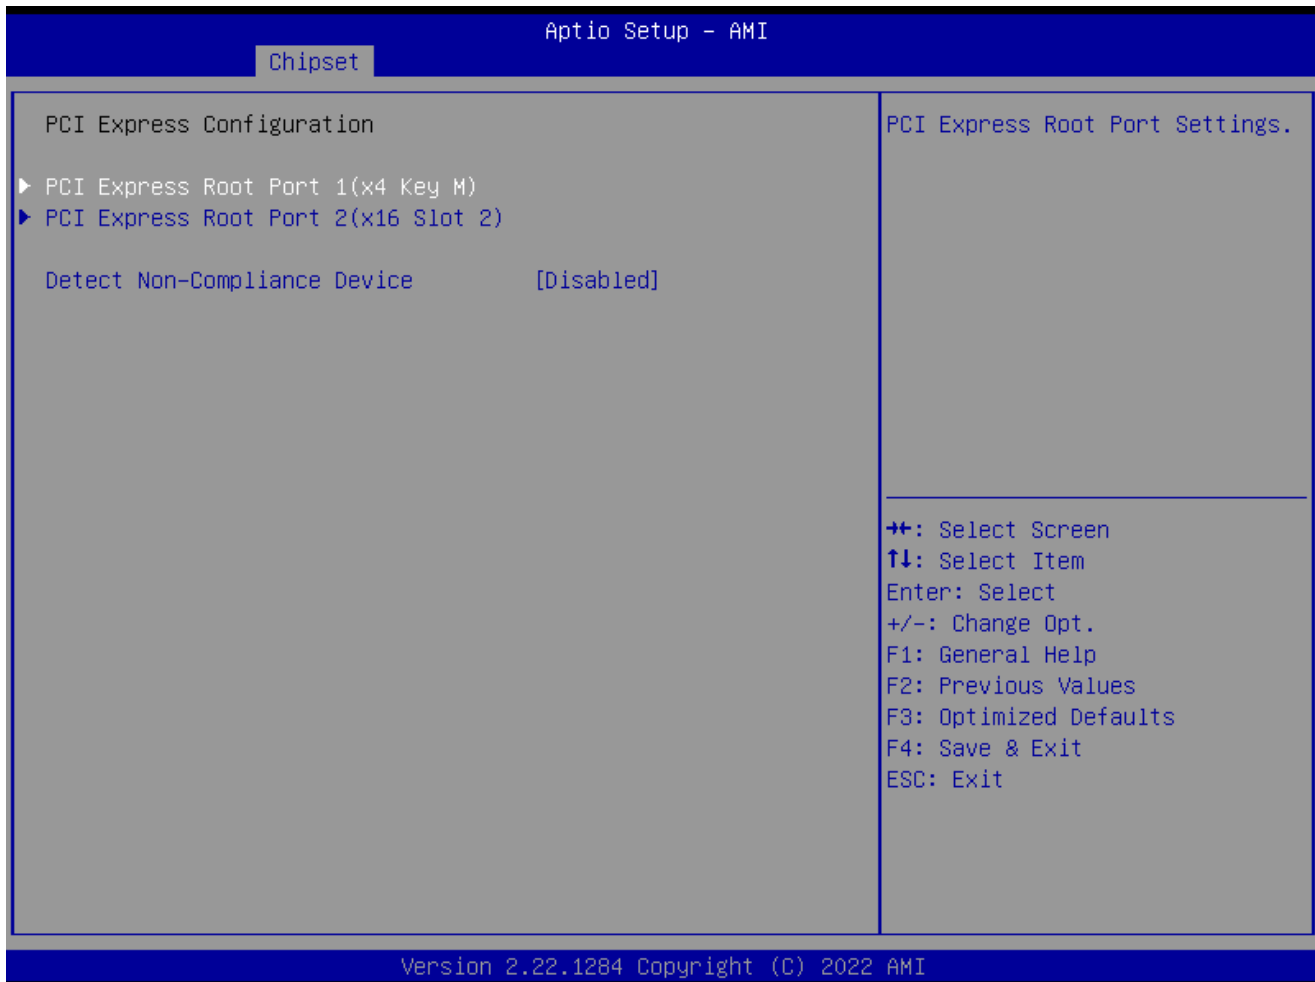 Aptio Setup – AMI
Chipset
PCI Express Configuration
PCI Express Root Port 1(x4 Key M)
PCI Express Root Port 2(x16 Slot 2)
Detect Non-Compliance Device [Disabled]
PCI Express Root Port Settings.
→←: Select Screen
↑↓: Select Item
Enter: Select
+/-: Change Opt.
F1: General Help
F2: Previous Values
F3: Optimized Defaults
F4: Save & Exit
ESC: Exit
Version 2.22.1284 Copyright (C) 2022 AMI